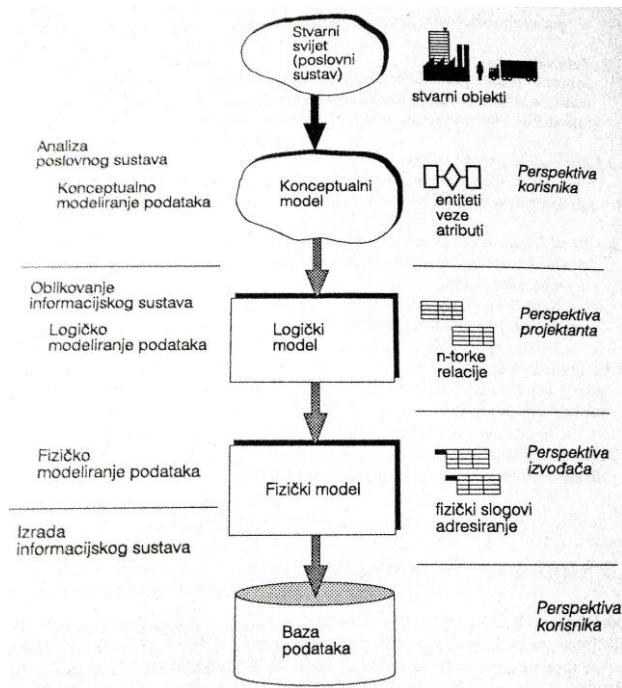 Stvarni
svijet
(poslovni
sustav)
stvarni objekti
Analiza
poslovnog sustava
Konceptualno
modeliranje podataka
Konceptualni
model
entiteti
veze
atributi
Perspektiva
korisnika
Oblikovanje
informacijskog sustava
Logičko
modeliranje podataka
Logički
model
n-torke
relacije
Perspektiva
projektanta
Fizičko
modeliranje podataka
Fizički model
fizički slogovi
adresiranje
Perspektiva
izvođača
Izrada
informacijskog sustava
Baza
podataka
Perspektiva
korisnika